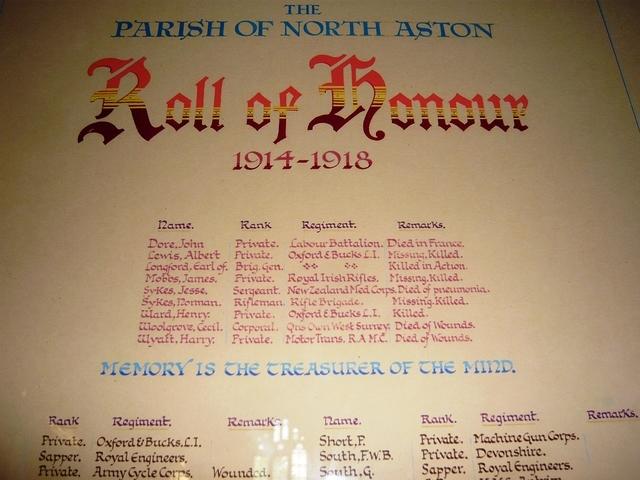 THE
PARISH OF NORTH ASTON
Roll of Honour
1914-1918
Name. Rank Regiment. Remarks.
Dore, John Private. Labour Battalion. Died in France.
Lewis, Albert Private. Oxford & Bucks L.I. Missing, Killed.
Longford, Earl of. Brig. Gen. Killed in Action.
Mobbs, James. Private. Royal Irish Rifles. Missing, Killed.
Sykes, Jesse. Sergeant. New Zealand Med Corps. Died of pneumonia.
Sykes, Norman. Rifleman. Rifle Brigade. Missing. Killed.
Ward, Henry. Private. Oxford & Bucks L.I. Killed.
Woolgrove, Cecil. Corporal. Qns Own West Surrey. Died of Wounds.
Wyatt, Harry. Private. Motor Trans. R.A.M.C. Died of Wounds.
MEMORY IS THE TREASURER OF THE MIND.
Rank Regiment. Remarks. Name. Rank. Regiment. Remarks.
Private. Oxford & Bucks, L.I. Short, P. Private. Machine Gun Corps.
Sapper. Royal Engineers. South, F.W.B. Private. Devonshire.
Private. Army Cycle Corps. Wounded. South, G. Sapper. Royal Engineers.